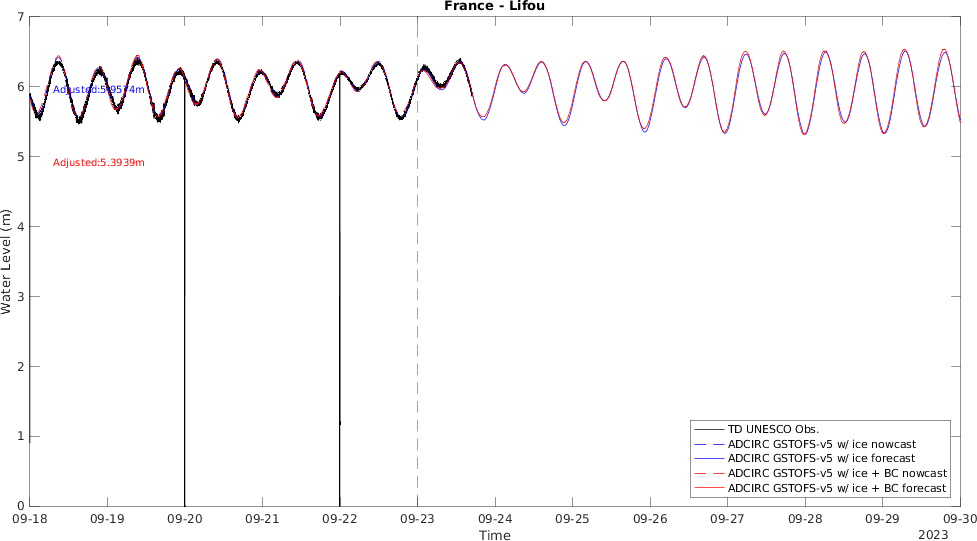 France - Lifou
Water Level (m)
7
6
5
4
3
2
1
0
Adjusted:5.9574m
Adjusted:5.3939m
TD UNESCO Obs.
ADCIRC GSTOFS-v5 w/ ice nowcast
ADCIRC GSTOFS-v5 w/ ice forecast
ADCIRC GSTOFS-v5 w/ ice + BC nowcast
ADCIRC GSTOFS-v5 w/ ice + BC forecast
09-18 09-19 09-20 09-21 09-22 09-23 09-24 09-25 09-26 09-27 09-28 09-29 09-30
Time
2023